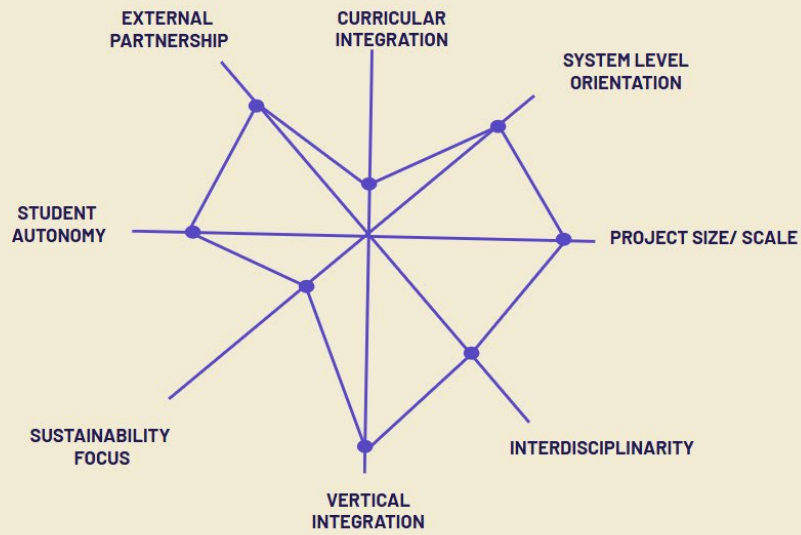 EXTERNAL
PARTNERSHIP
CURRICULAR
INTEGRATION
SYSTEM LEVEL
ORIENTATION
STUDENT
AUTONOMY
PROJECT SIZE/ SCALE
SUSTAINABILITY
FOCUS
INTERDISCIPLINARITY
VERTICAL
INTEGRATION